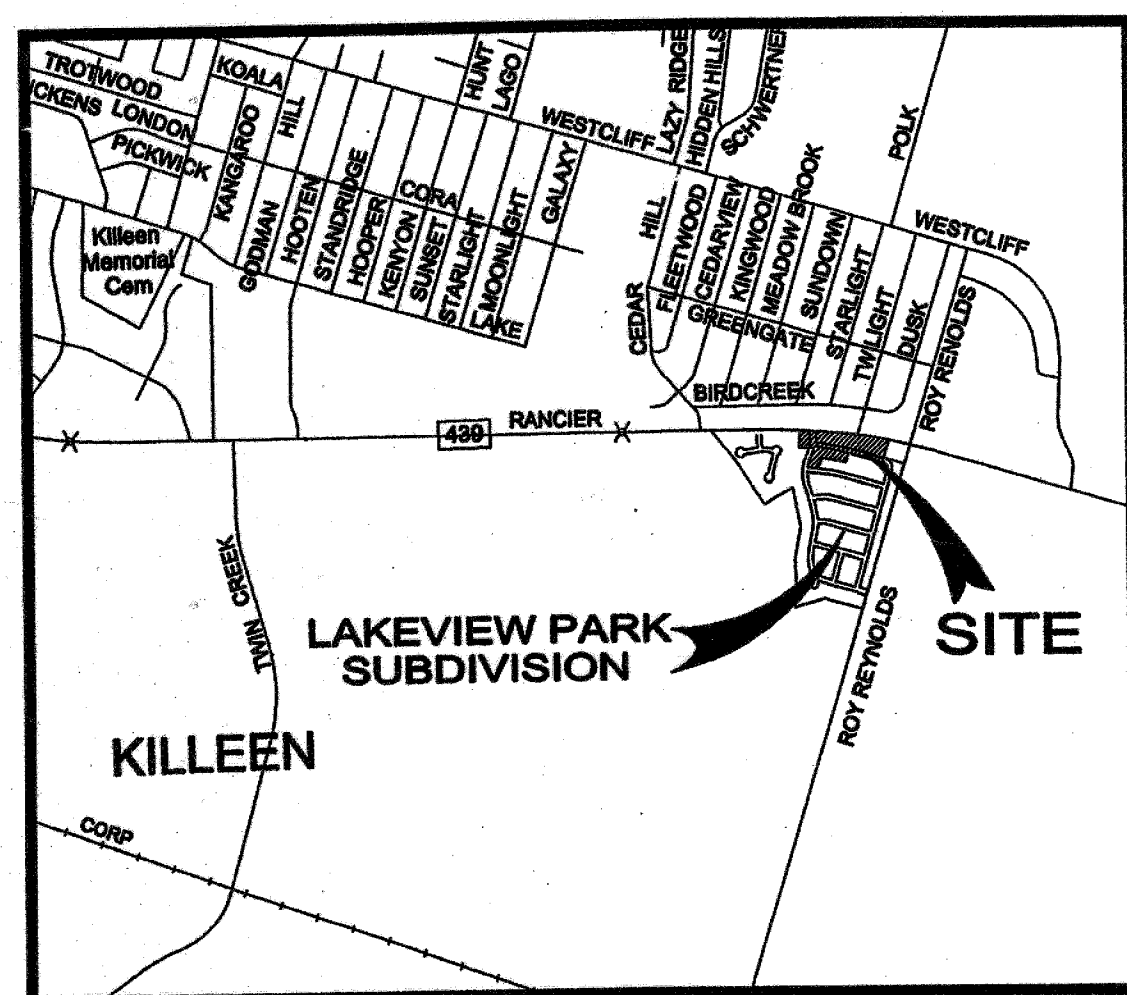 TROTWOOD
ICKENS
LONDON
PICKWICK
KOALA
KANGAROO
HILL
HUNT
LAGO
WESTCLIFF
LAZY RIDGE
HIDDEN HILLS
SCHWERTNE
POLK
GODMAN
HOOTEN
STANDRIDGE
HOOPER
CORA
KENYON
SUNSET
STARLIGHT
MOONLIGHT
LAKE
GALAXY
Killeen
Memorial
Cem
CEDAR
HILL
FLEETWOOD
CEDARVIEW
KINGWOOD
MEADOW BROOK
SUNDOWN
STARLIGHT
TWILIGHT
DUSK
WESTCLIFF
GREENGATE
BIRDCREEK
ROY RENOLDS
439
RANCIER
TWIN CREEK
LAKEVIEW PARK
SUBDIVISION
SITE
ROY REYNOLDS
KILLEEN
CORP